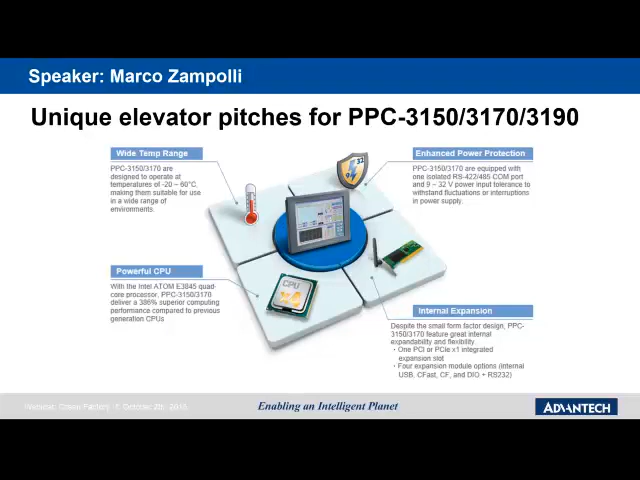 Speaker: Marco Zampolli
Unique elevator pitches for PPC-3150/3170/3190
Wide Temp Range
PPC-3150/3170 are
designed to operate at
temperatures of -20 – 60°C,
making them suitable for use
in a wide range of
environments.
Enhanced Power Protection
PPC-3150/3170 are equipped with
one isolated RS-422/485 COM port
and 9 – 32 V power input tolerance to
withstand fluctuations or interruptions
in power supply.
9
32
CPU
Powerful CPU
With the Intel ATOM E3845 quad-
core processor, PPC-3150/3170
deliver a 386% superior computing
performance compared to previous
generation CPUs
Internal Expansion
Despite the small form factor design, PPC-
3150/3170 feature great internal
expandability and flexibility
· One PCI or PCIe x1 integrated
expansion slot
· Four expansion module options (internal
USB, CFast, CF, and DIO + RS232)
Enabling an Intelligent Planet
ADVANTECH